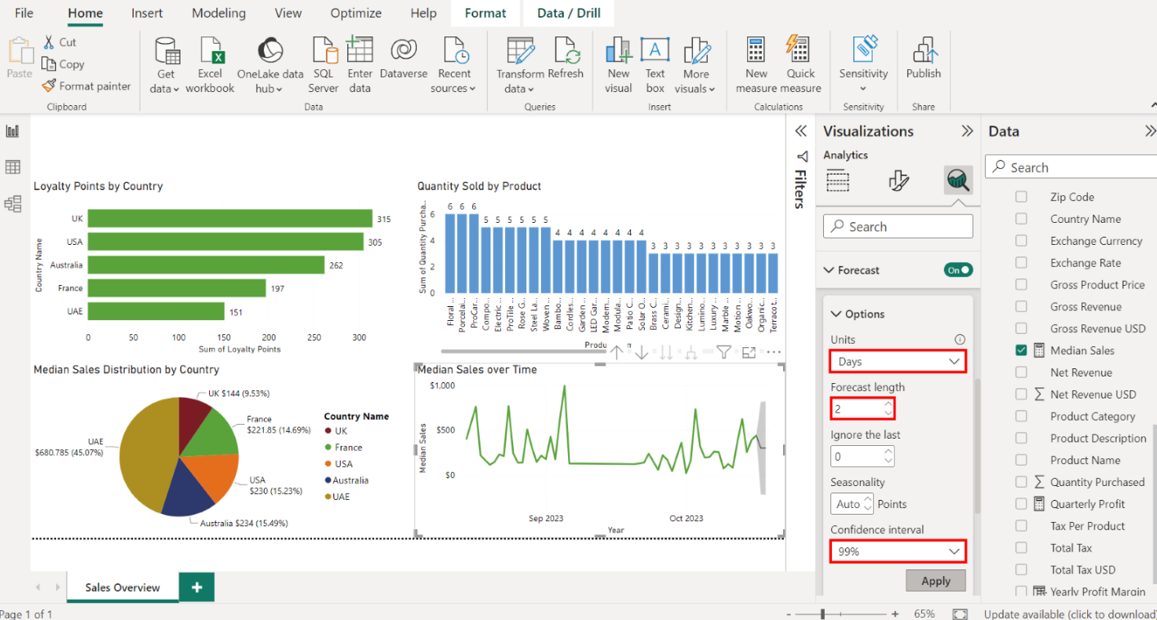 File Home Insert Modeling View Optimize Help Format Data / Drill
Paste
Cut
Copy
Format painter
Clipboard
Get data
Excel workbook
OneLake data hub
SQL Server
Enter data
Dataverse
Recent sources
Data
Transform data
Refresh
Queries
New visual
Text box
More visuals
Insert
New measure
Quick measure
Calculations
Sensitivity
Sensitivity
Publish
Share
Loyalty Points by Country
Country Name
UK 315
USA 305
Australia 262
France 197
UAE 151
0 50 100 150 200 250 300
Sum of Loyalty Points
Quantity Sold by Product
Sum of Quantity Purcha...
6
4
2
0
6 6 6 5 5 5 5 5 5 4 4 4 4 4 4 4 4 3 3 3 3 3 3 3 3 3 3 3
Floral ...
Porcelai...
ProCar...
Compo...
Electric ...
ProTile ...
Rose G...
Steel La...
Woven ...
Bambo...
Cordles...
Garden ...
LED Gar...
Moder...
Modula...
Patio C...
Solar O...
Brass C...
Cerami...
Design...
Kitchen...
Lumino...
Luxury ...
Marble ...
Motion ...
Oakwo...
Organic...
Terracot...
Median Sales Distribution by Country
UK $144 (9.53%)
France
$221.85 (14.69%)
USA
$230 (15.23%)
Australia $234 (15.49%)
UAE
$680.785 (45.07%)
Country Name
UK
France
USA
Australia
UAE
Median Sales over Time
Median Sales
$1.000
$500
$0
Sep 2023 Oct 2023
Year
Filters
Visualizations
Analytics
Search
Forecast On
Options
Units
Days
Forecast length
2
Ignore the last
0
Seasonality
Auto Points
Confidence interval
99%
Apply
Data
Search
Zip Code
Country Name
Exchange Currency
Exchange Rate
Gross Product Price
Gross Revenue
Gross Revenue USD
Median Sales
Net Revenue
Net Revenue USD
Product Category
Product Description
Product Name
Quantity Purchased
Quarterly Profit
Tax Per Product
Total Tax
Total Tax USD
Yearly Profit Margin
Sales Overview +
Page 1 of 1
- + 65%
Update available (click to download)